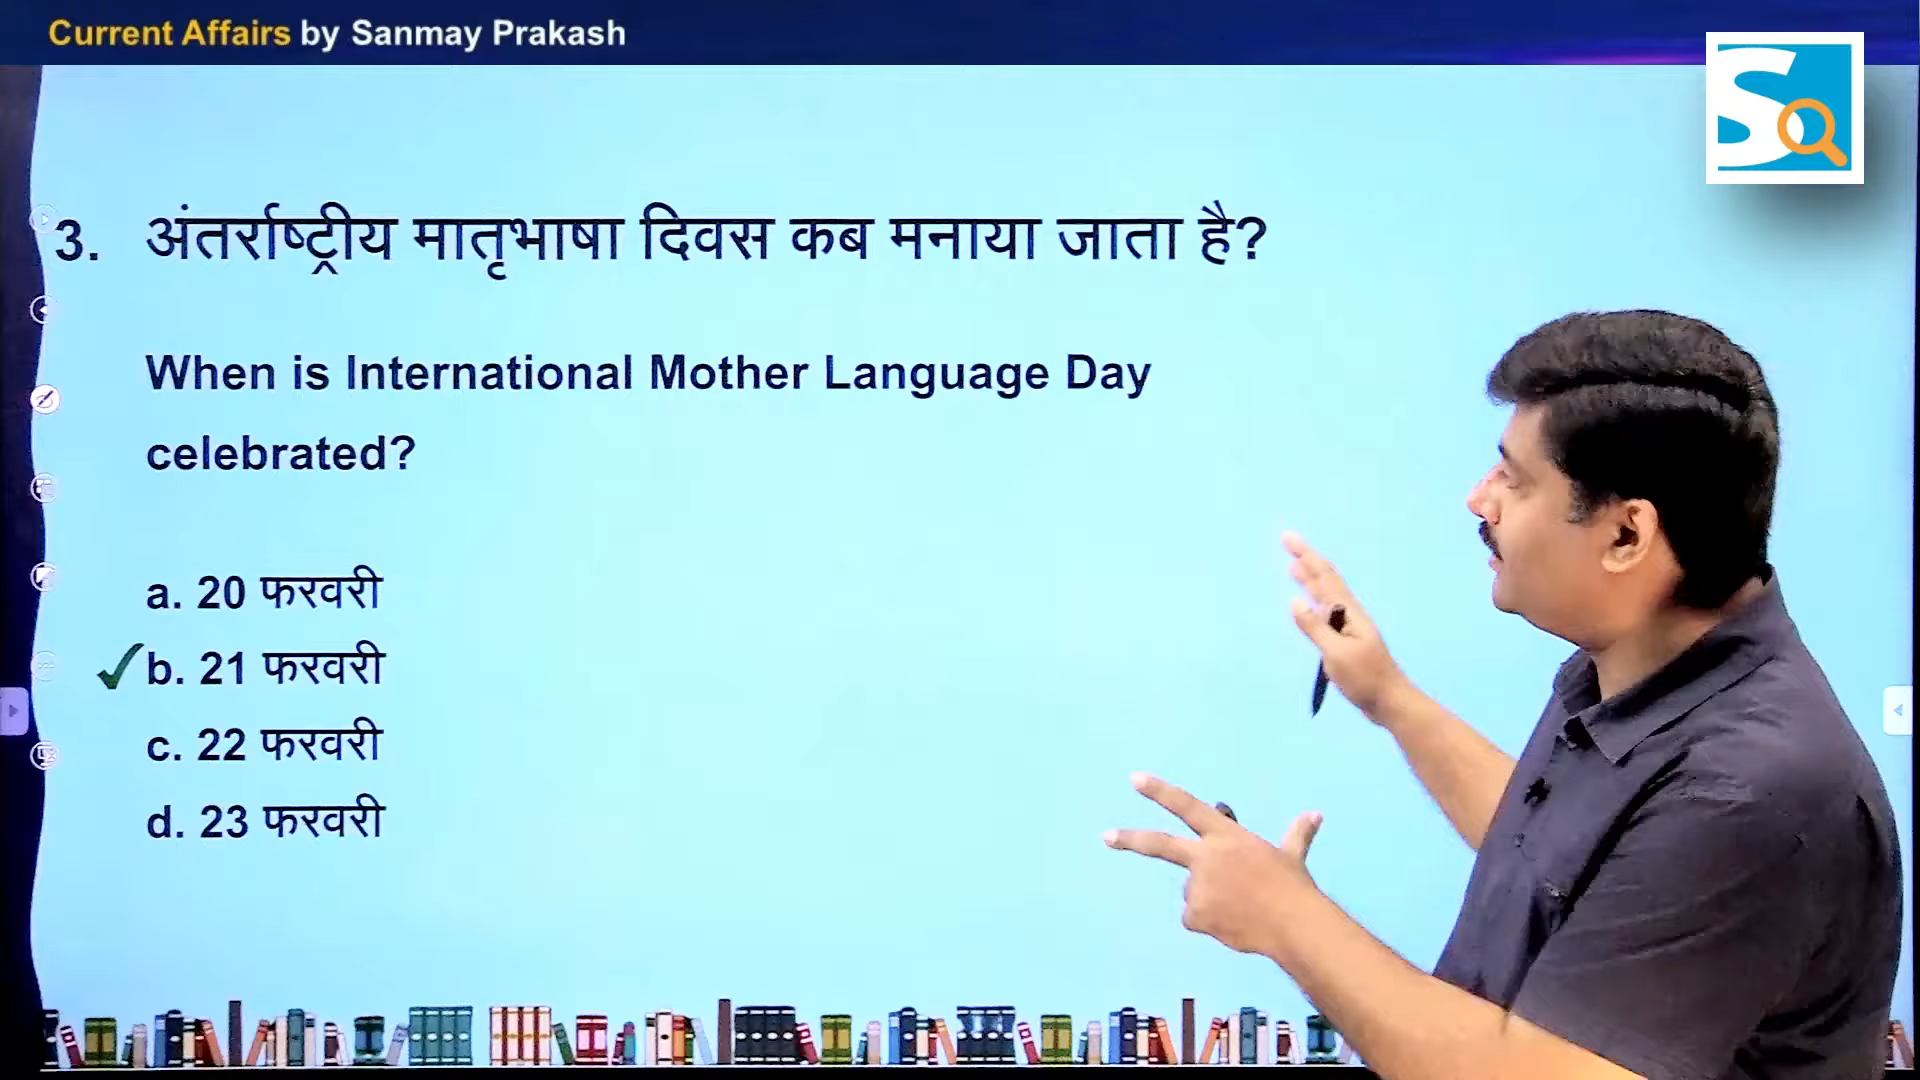 Current Affairs by Sanmay Prakash
SQ
3. अंतर्राष्ट्रीय मातृभाषा दिवस कब मनाया जाता है?
When is International Mother Language Day
celebrated?
a. 20 फरवरी
✓ b. 21 फरवरी
c. 22 फरवरी
d. 23 फरवरी